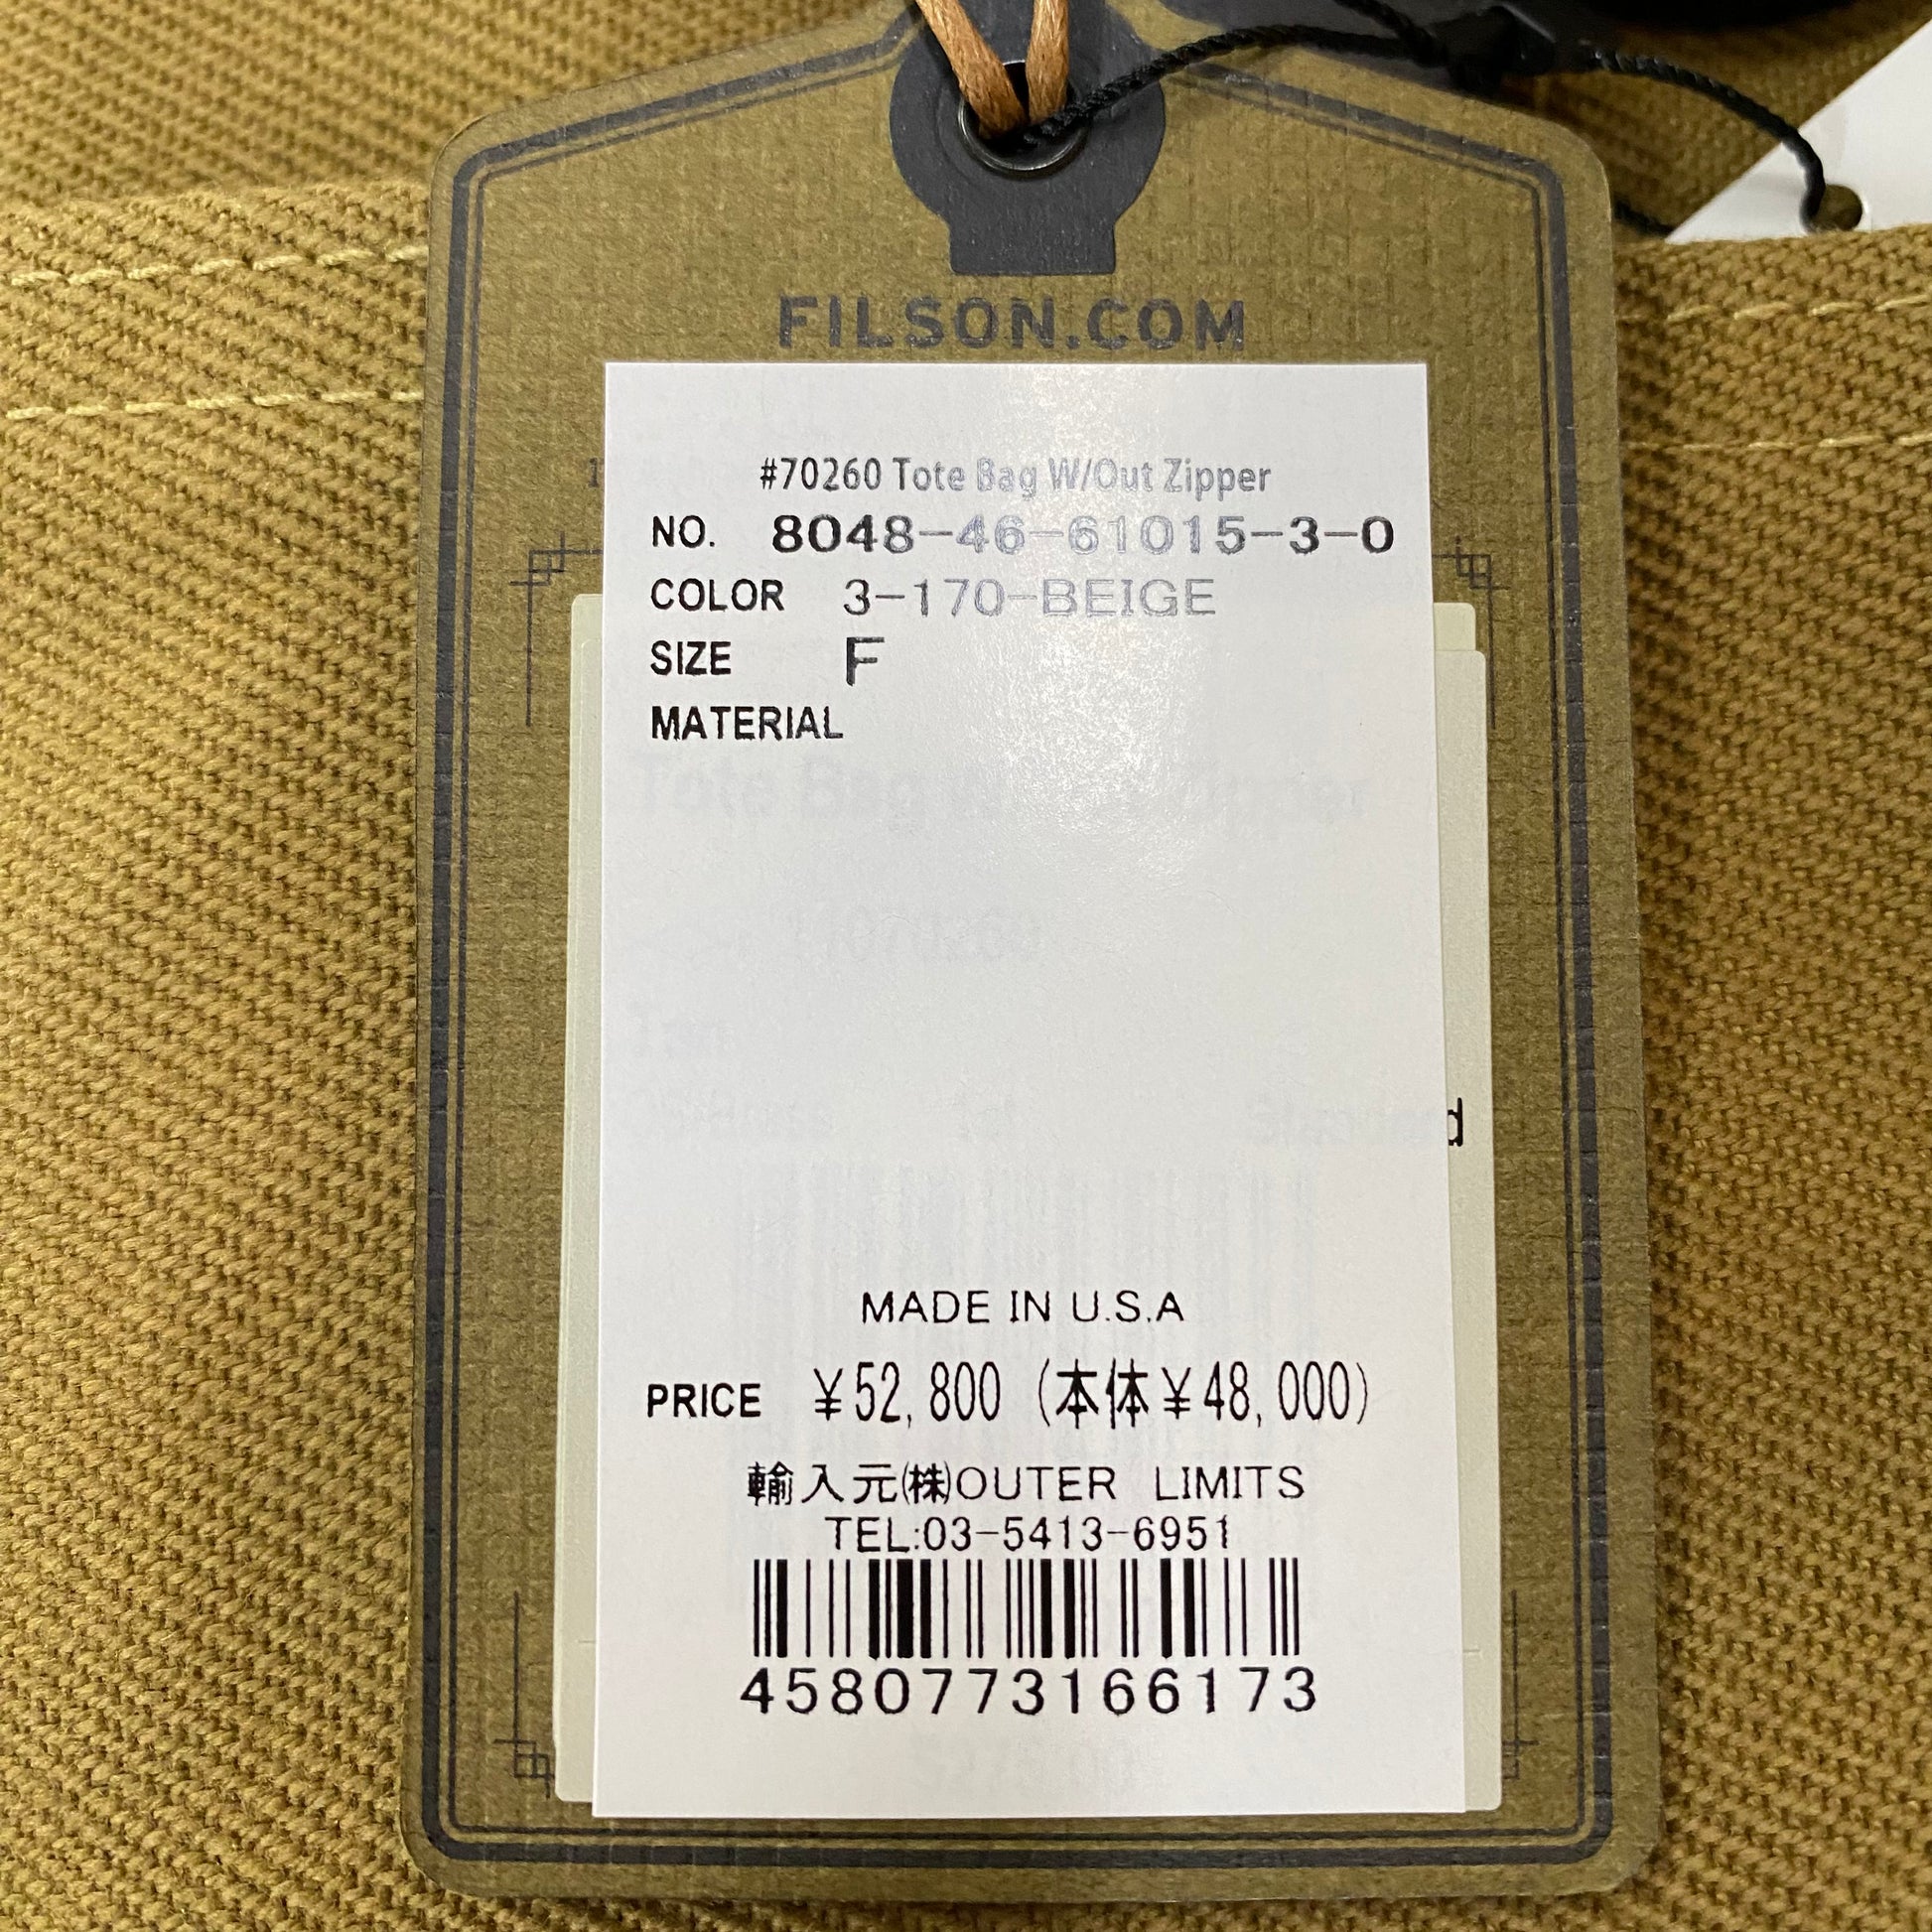 FILSON.COM
#70260 Tote Bag W/Out Zipper
NO. 8048-46-61015-3-0
COLOR 3-170-BEIGE
SIZE F
MATERIAL
Tote Bag
MADE IN U.S.A
PRICE ¥52,800 (本体¥48,000)
輸入元㈱OUTER LIMITS
TEL:03-5413-6951
4580773166173